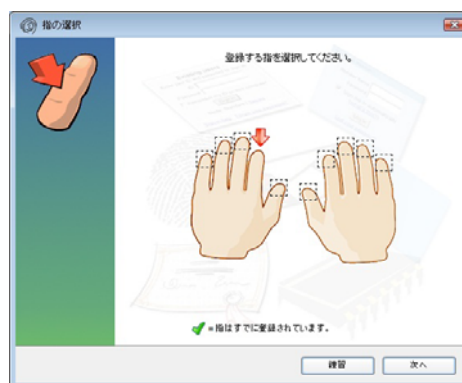 指の選択
登録する指を選択してください。
=指はすでに登録されています。
練習
次へ